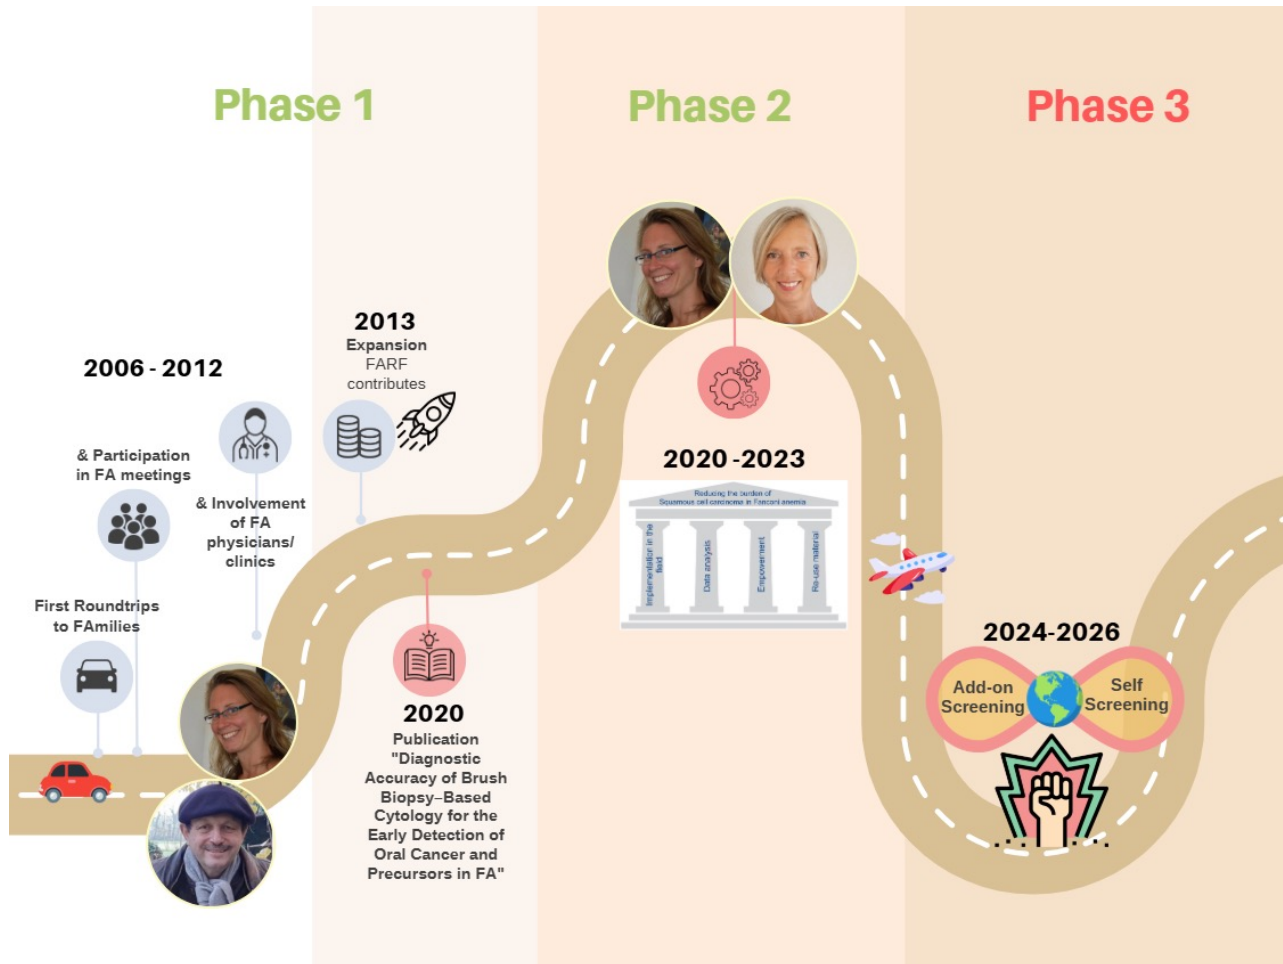 Phase 1
Phase 2
Phase 3
2006 - 2012
& Participation
in FA meetings
& Involvement
of FA
physicians/
clinics
First Roundtrips
to FAmilies
2013
Expansion
FARF
contributes
2020
Publication
"Diagnostic
Accuracy of Brush
Biopsy–Based
Cytology for the
Early Detection of
Oral Cancer and
Precursors in FA"
2020 -2023
Reducing the burden of
Squamous cell carcinoma in Fanconi anemia
Implementation in the
field
Data analysis
Empowerment
Re-use material
2024-2026
Add-on
Screening
Self
Screening